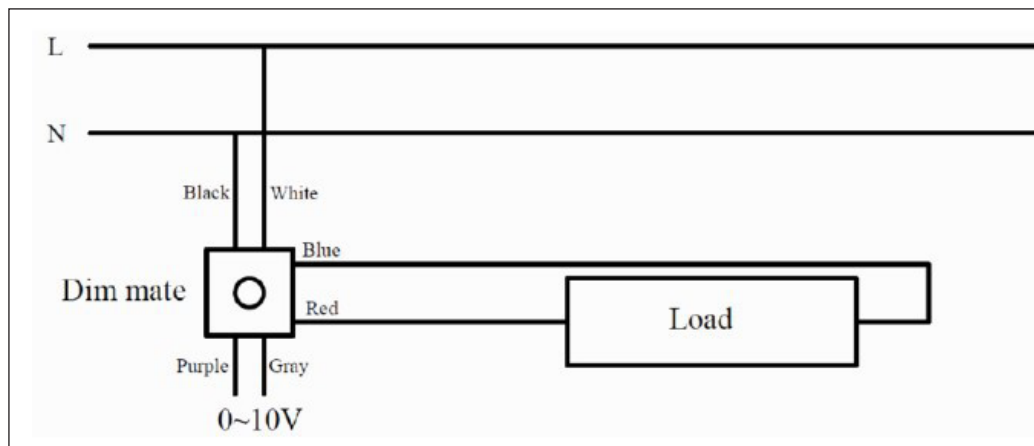 L
N
Black White
Blue
Dim mate
Red
Load
Purple Gray
0~10V